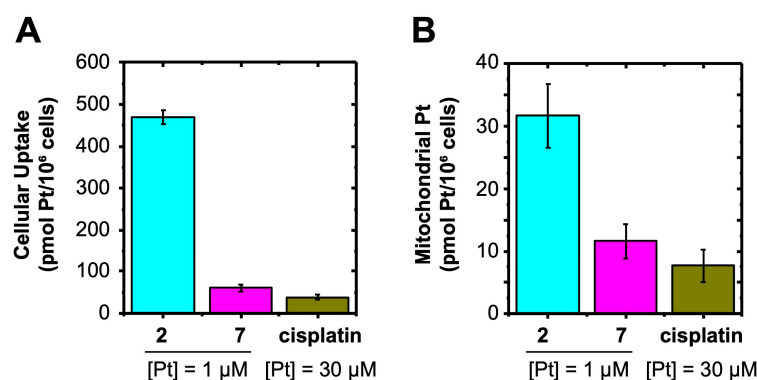 A
Cellular Uptake
(pmol Pt/10⁶ cells)
600
500
400
300
200
100
0
2
7
cisplatin
[Pt] = 1 µM
[Pt] = 30 µM
B
Mitochondrial Pt
(pmol Pt/10⁶ cells)
40
30
20
10
0
2
7
cisplatin
[Pt] = 1 µM
[Pt] = 30 µM